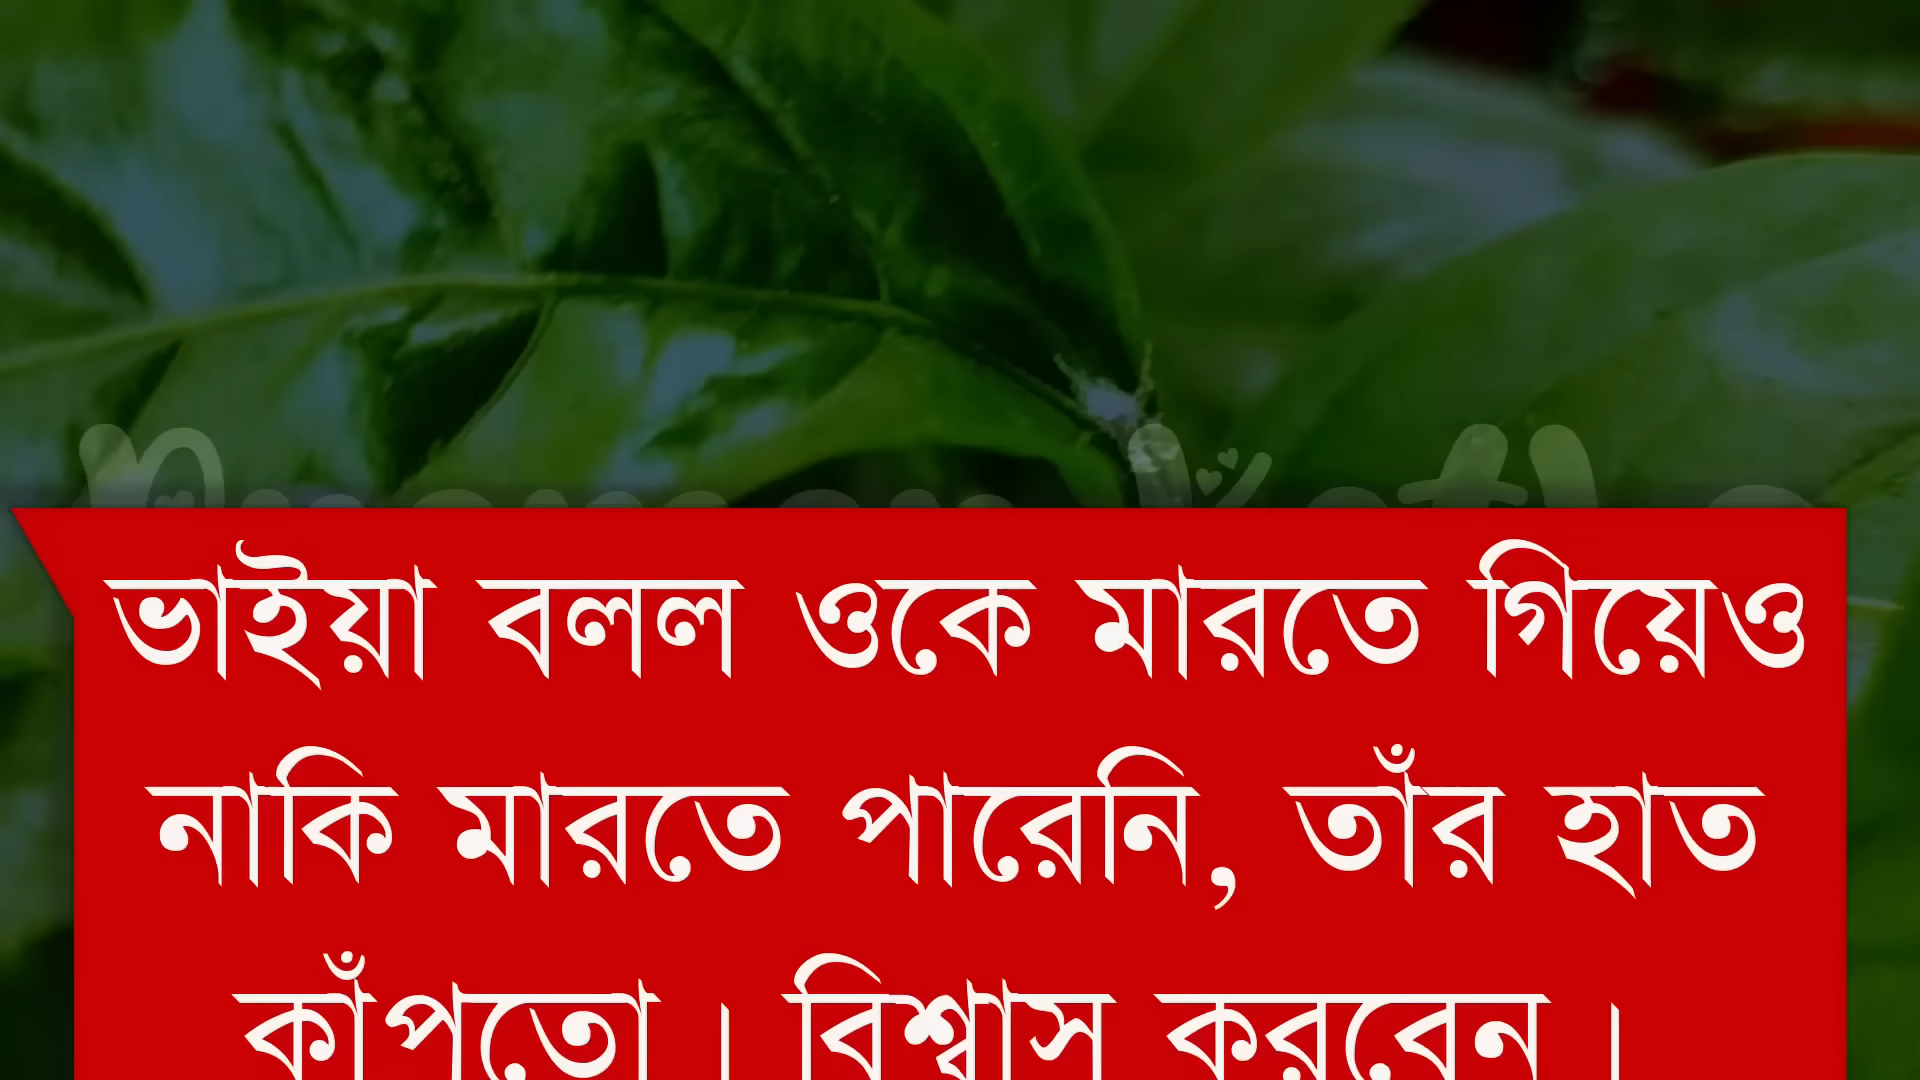 ভাইয়া বলল ওকে মারতে গিয়েও
নাকি মারতে পারেনি, তাঁর হাত
কাঁপতো। বিশ্বাস করবেন।